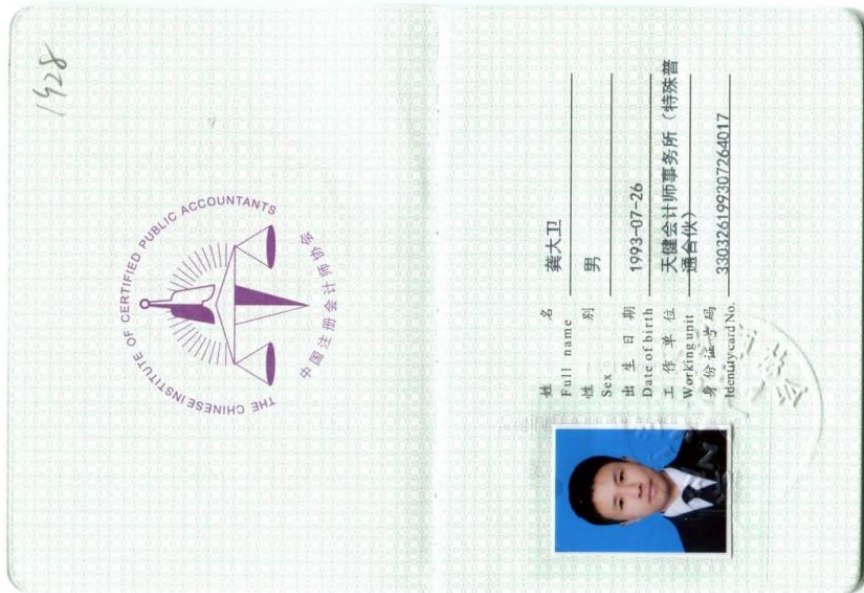 1928
THE CHINESE INSTITUTE OF CERTIFIED PUBLIC ACCOUNTANTS
中国注册会计师协会
姓 名 龚大卫
Full name
性 别 男
Sex
出 生 日 期 1993-07-26
Date of birth
工 作 单 位 天健会计师事务所（特殊普
Working unit 通合伙）
身份证号码 330326199307264017
Identity card No.